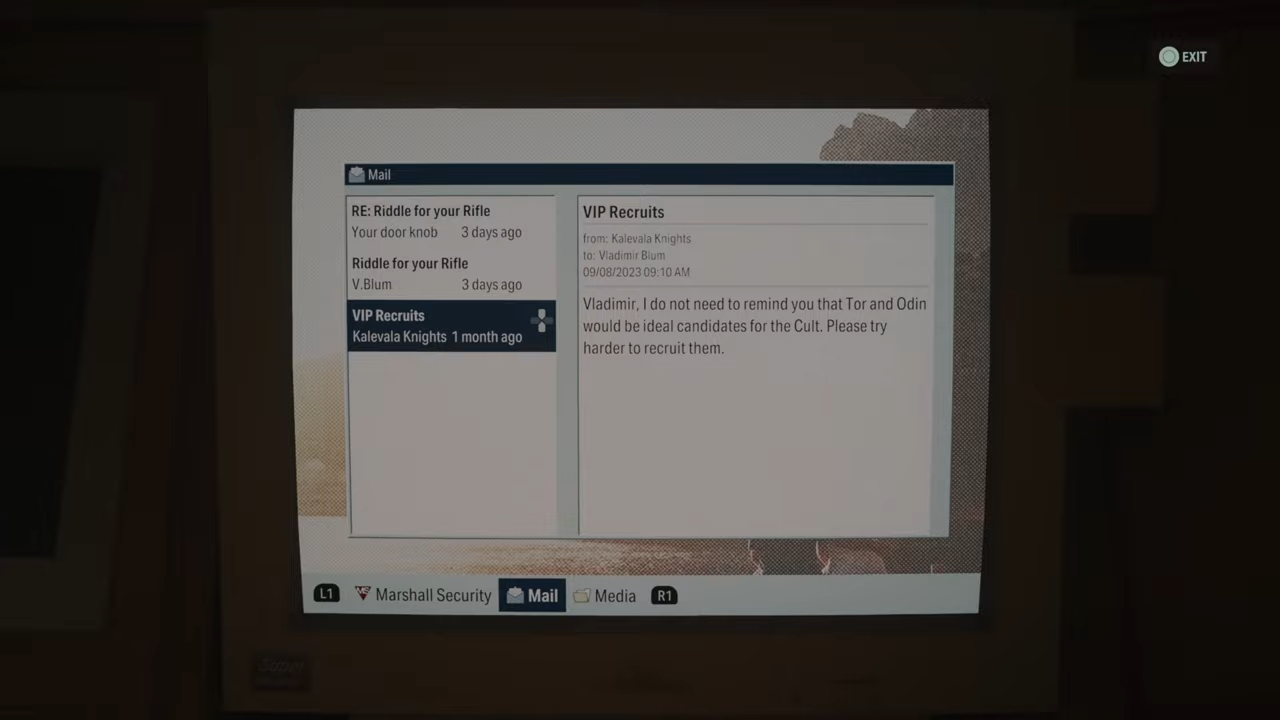 EXIT
Mail
RE: Riddle for your Rifle
Your door knob 3 days ago
Riddle for your Rifle
V.Blum 3 days ago
VIP Recruits
Kalevala Knights 1 month ago
VIP Recruits
from: Kalevala Knights
to: Vladimir Blum
09/08/2023 09:10 AM
Vladimir, I do not need to remind you that Tor and Odin
would be ideal candidates for the Cult. Please try
harder to recruit them.
L1 Marshall Security Mail Media R1